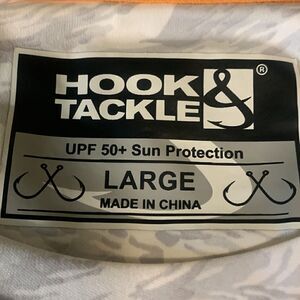 HOOK &
TACKLE ®
UPF 50+ Sun Protection
LARGE
MADE IN CHINA